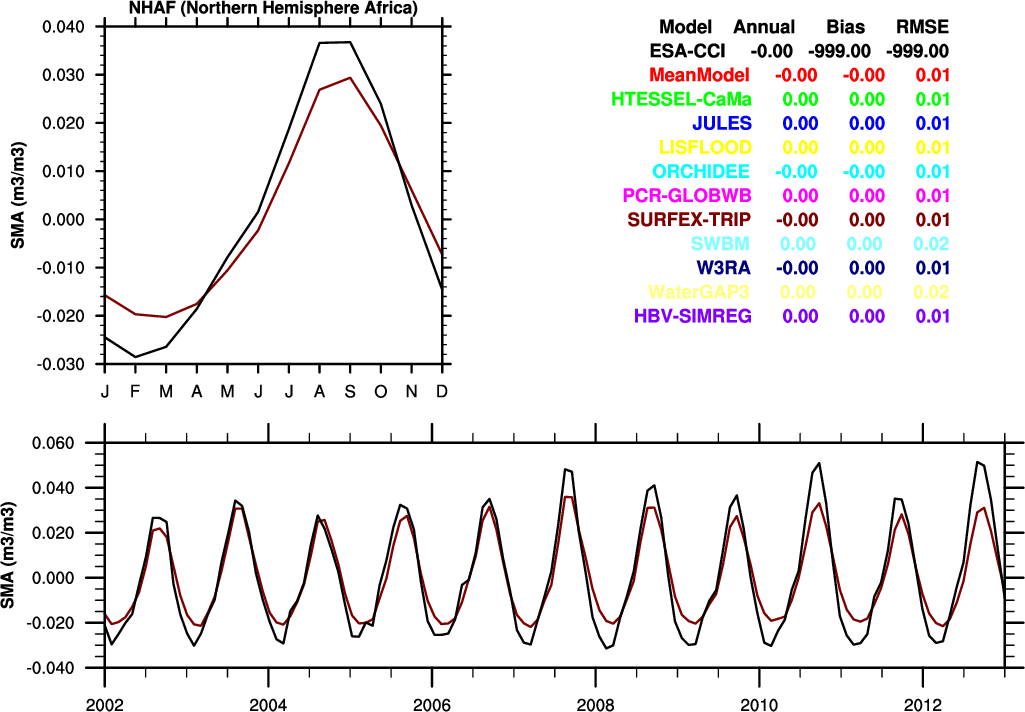 NHAF (Northern Hemisphere Africa)
0.040
0.030
0.020
0.010
0.000
-0.010
-0.020
-0.030
SMA (m3/m3)
J F M A M J J A S O N D
Model Annual Bias RMSE
ESA-CCI -0.00 -999.00 -999.00
MeanModel -0.00 -0.00 0.01
HTESSEL-CaMa 0.00 0.00 0.01
JULES 0.00 0.00 0.01
LISFLOOD 0.00 0.00 0.01
ORCHIDEE -0.00 -0.00 0.01
PCR-GLOBWB 0.00 0.00 0.01
SURFEX-TRIP -0.00 0.00 0.01
SWBM 0.00 0.00 0.02
W3RA -0.00 0.00 0.01
WaterGAP3 0.00 0.00 0.02
HBV-SIMREG 0.00 0.00 0.01
0.060
0.040
0.020
0.000
-0.020
-0.040
SMA (m3/m3)
2002 2004 2006 2008 2010 2012